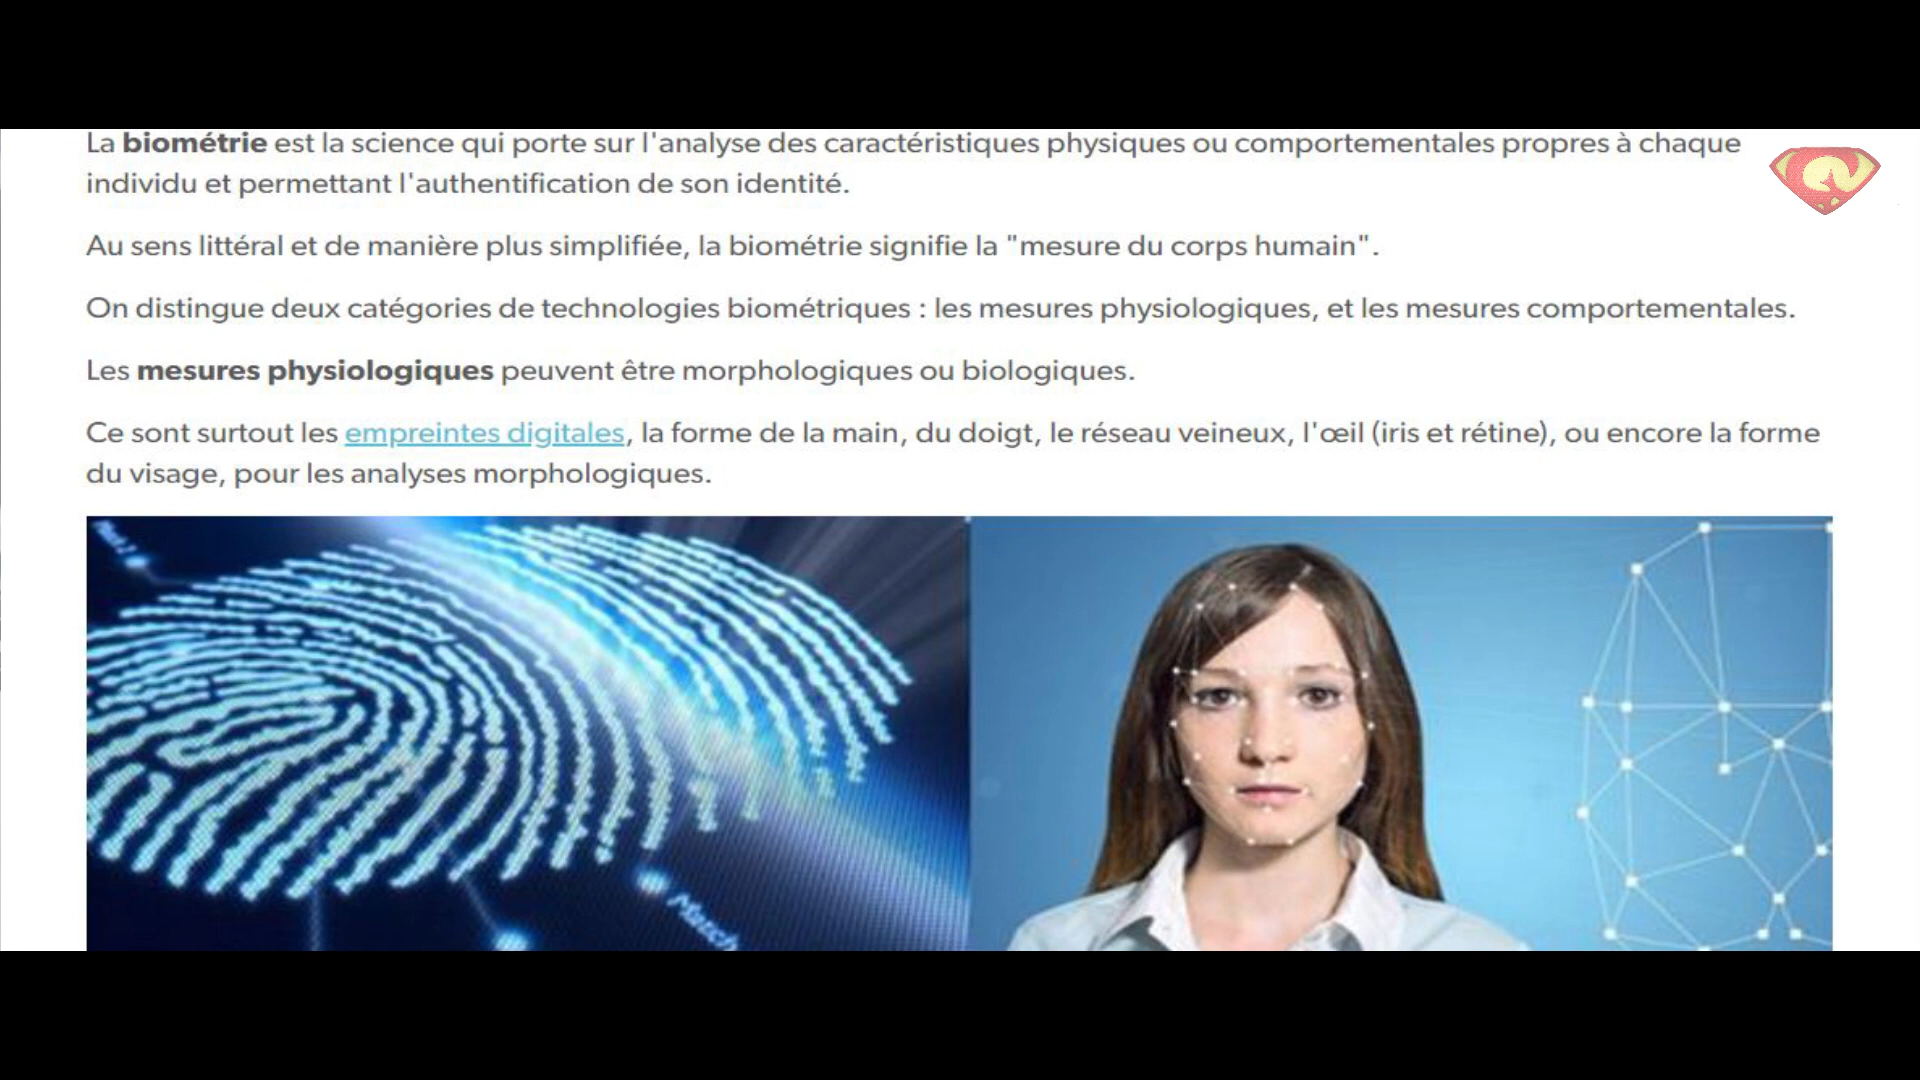 La biométrie est la science qui porte sur l'analyse des caractéristiques physiques ou comportementales propres à chaque
individu et permettant l'authentification de son identité.
Au sens littéral et de manière plus simplifiée, la biométrie signifie la "mesure du corps humain".
On distingue deux catégories de technologies biométriques : les mesures physiologiques, et les mesures comportementales.
Les mesures physiologiques peuvent être morphologiques ou biologiques.
Ce sont surtout les empreintes digitales, la forme de la main, du doigt, le réseau veineux, l'œil (iris et rétine), ou encore la forme
du visage, pour les analyses morphologiques.
Match